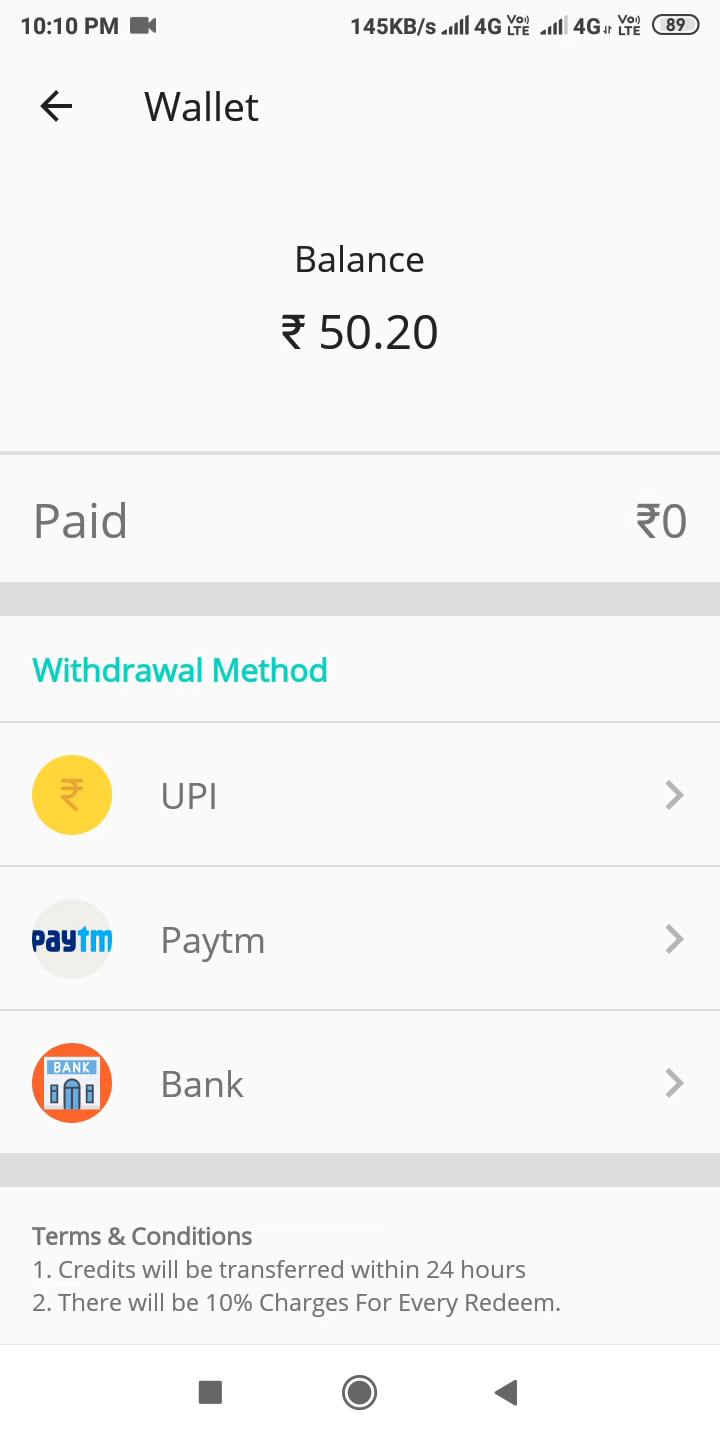 10:10 PM 145KB/s 4G Vo) LTE 4G Vo) LTE 89
Wallet
Balance
₹ 50.20
Paid ₹0
Withdrawal Method
₹ UPI
paytm Paytm
BANK Bank
Terms & Conditions
1. Credits will be transferred within 24 hours
2. There will be 10% Charges For Every Redeem.